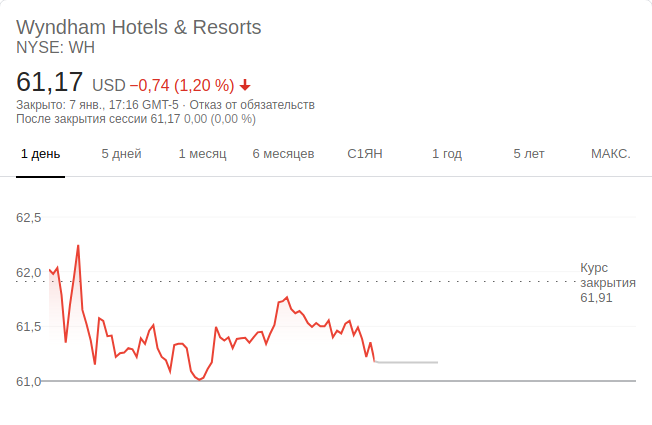 Wyndham Hotels & Resorts
NYSE: WH
61,17 USD −0,74 (1,20 %)
Закрыто: 7 янв., 17:16 GMT-5 · Отказ от обязательств
После закрытия сессии 61,17 0,00 (0,00 %)
1 день 5 дней 1 месяц 6 месяцев С1ЯН 1 год 5 лет МАКС.
62,5
62,0
61,5
61,0
Курс
закрытия
61,91